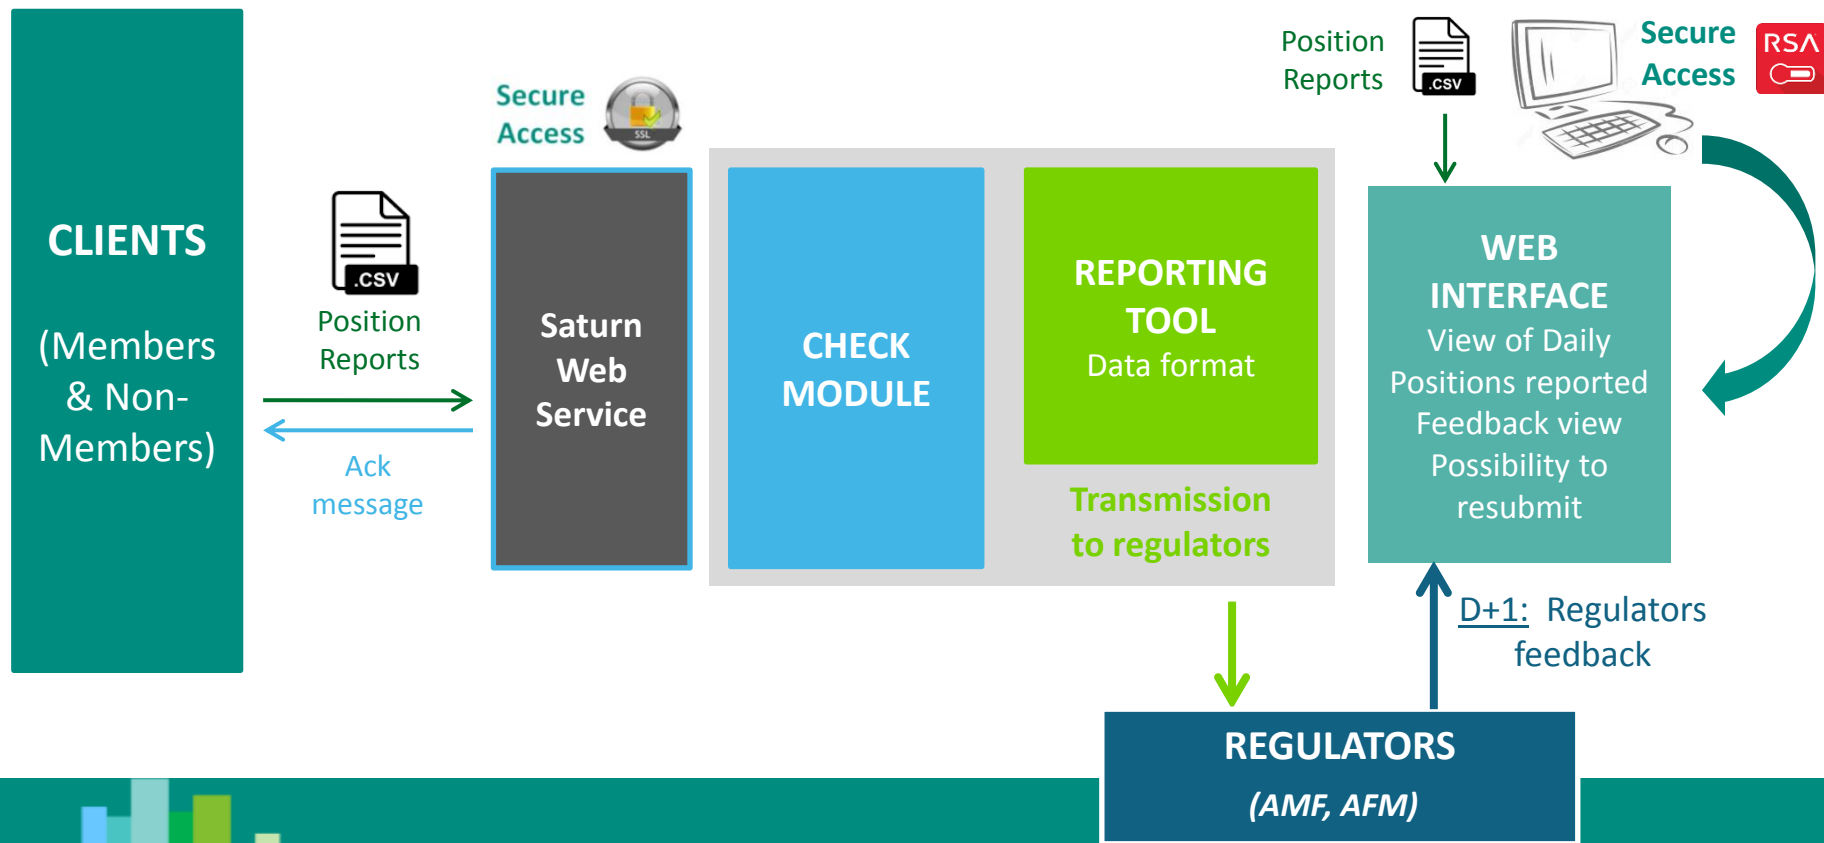 CLIENTS
(Members
& Non-
Members)
.CSV
Position
Reports
Ack
message
Secure
Access
SSL
Saturn
Web
Service
CHECK
MODULE
REPORTING
TOOL
Data format
Transmission
to regulators
Position
Reports
.CSV
Secure
Access
RSA
WEB
INTERFACE
View of Daily
Positions reported
Feedback view
Possibility to
resubmit
D+1: Regulators
feedback
REGULATORS
(AMF, AFM)